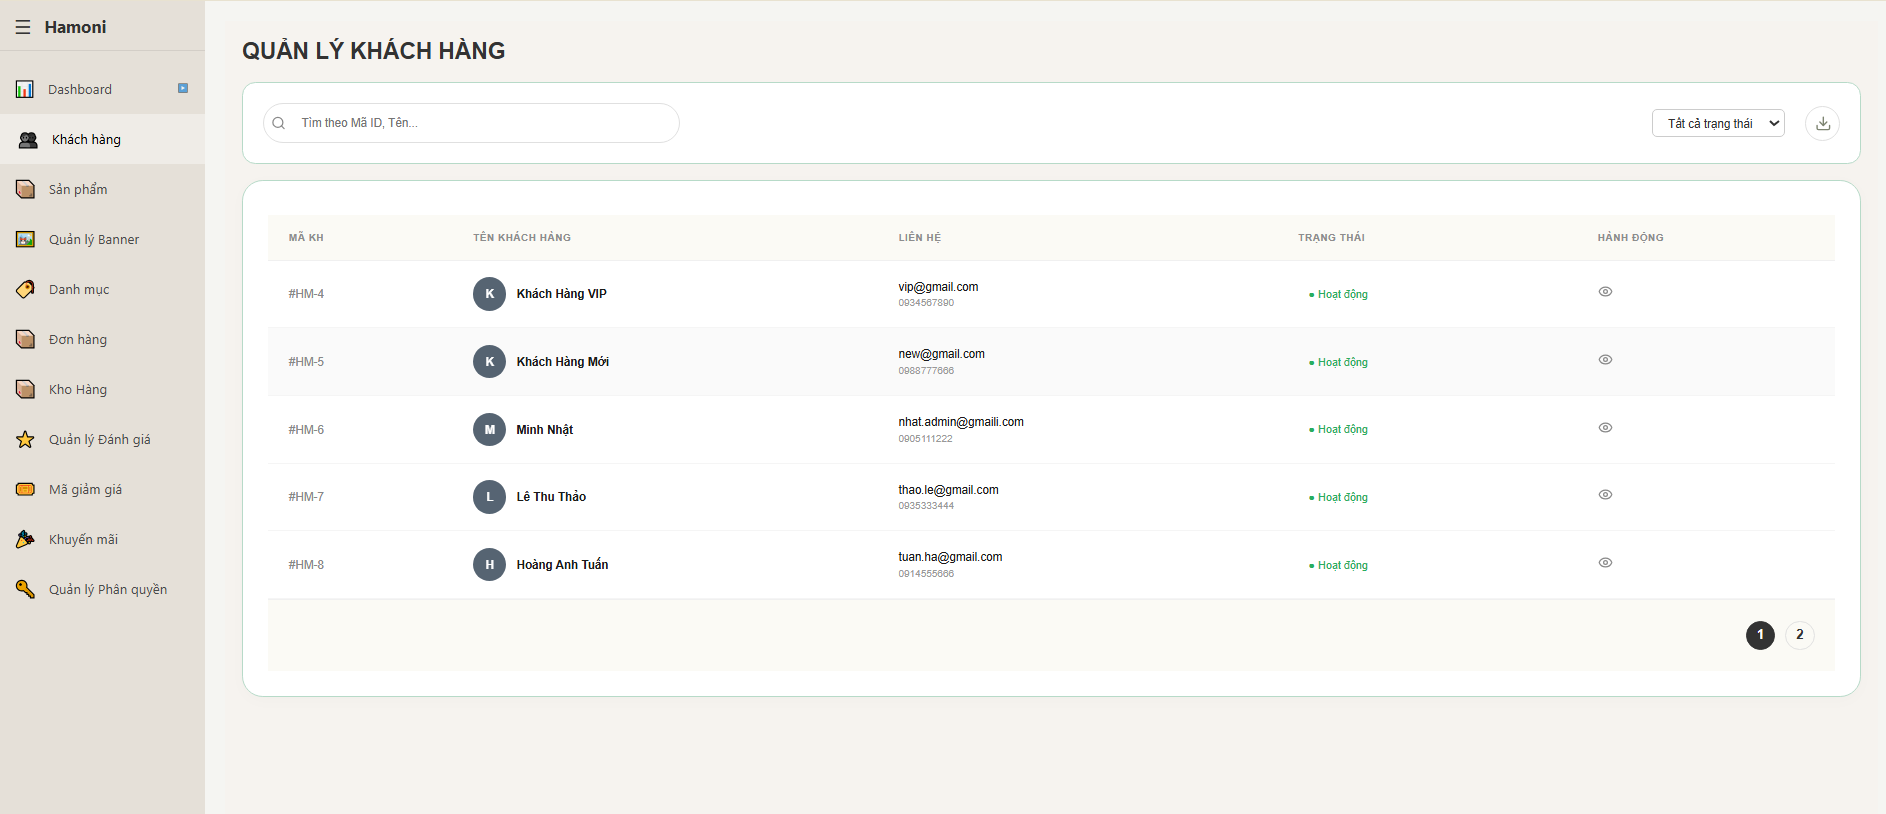 Hamoni
Dashboard
Khách hàng
Sản phẩm
Quản lý Banner
Danh mục
Đơn hàng
Kho Hàng
Quản lý Đánh giá
Mã giảm giá
Khuyến mãi
Quản lý Phân quyền
QUẢN LÝ KHÁCH HÀNG
Tìm theo Mã ID, Tên...
Tất cả trạng thái
MÃ KH TÊN KHÁCH HÀNG LIÊN HỆ TRẠNG THÁI HÀNH ĐỘNG
#HM-4 K Khách Hàng VIP vip@gmail.com Hoạt động
0934567890
#HM-5 K Khách Hàng Mới new@gmail.com Hoạt động
0988777666
#HM-6 M Minh Nhật nhat.admin@gmaili.com Hoạt động
0905111222
#HM-7 L Lê Thu Thảo thao.le@gmail.com Hoạt động
0935333444
#HM-8 H Hoàng Anh Tuấn tuan.ha@gmail.com Hoạt động
0914555666
1 2